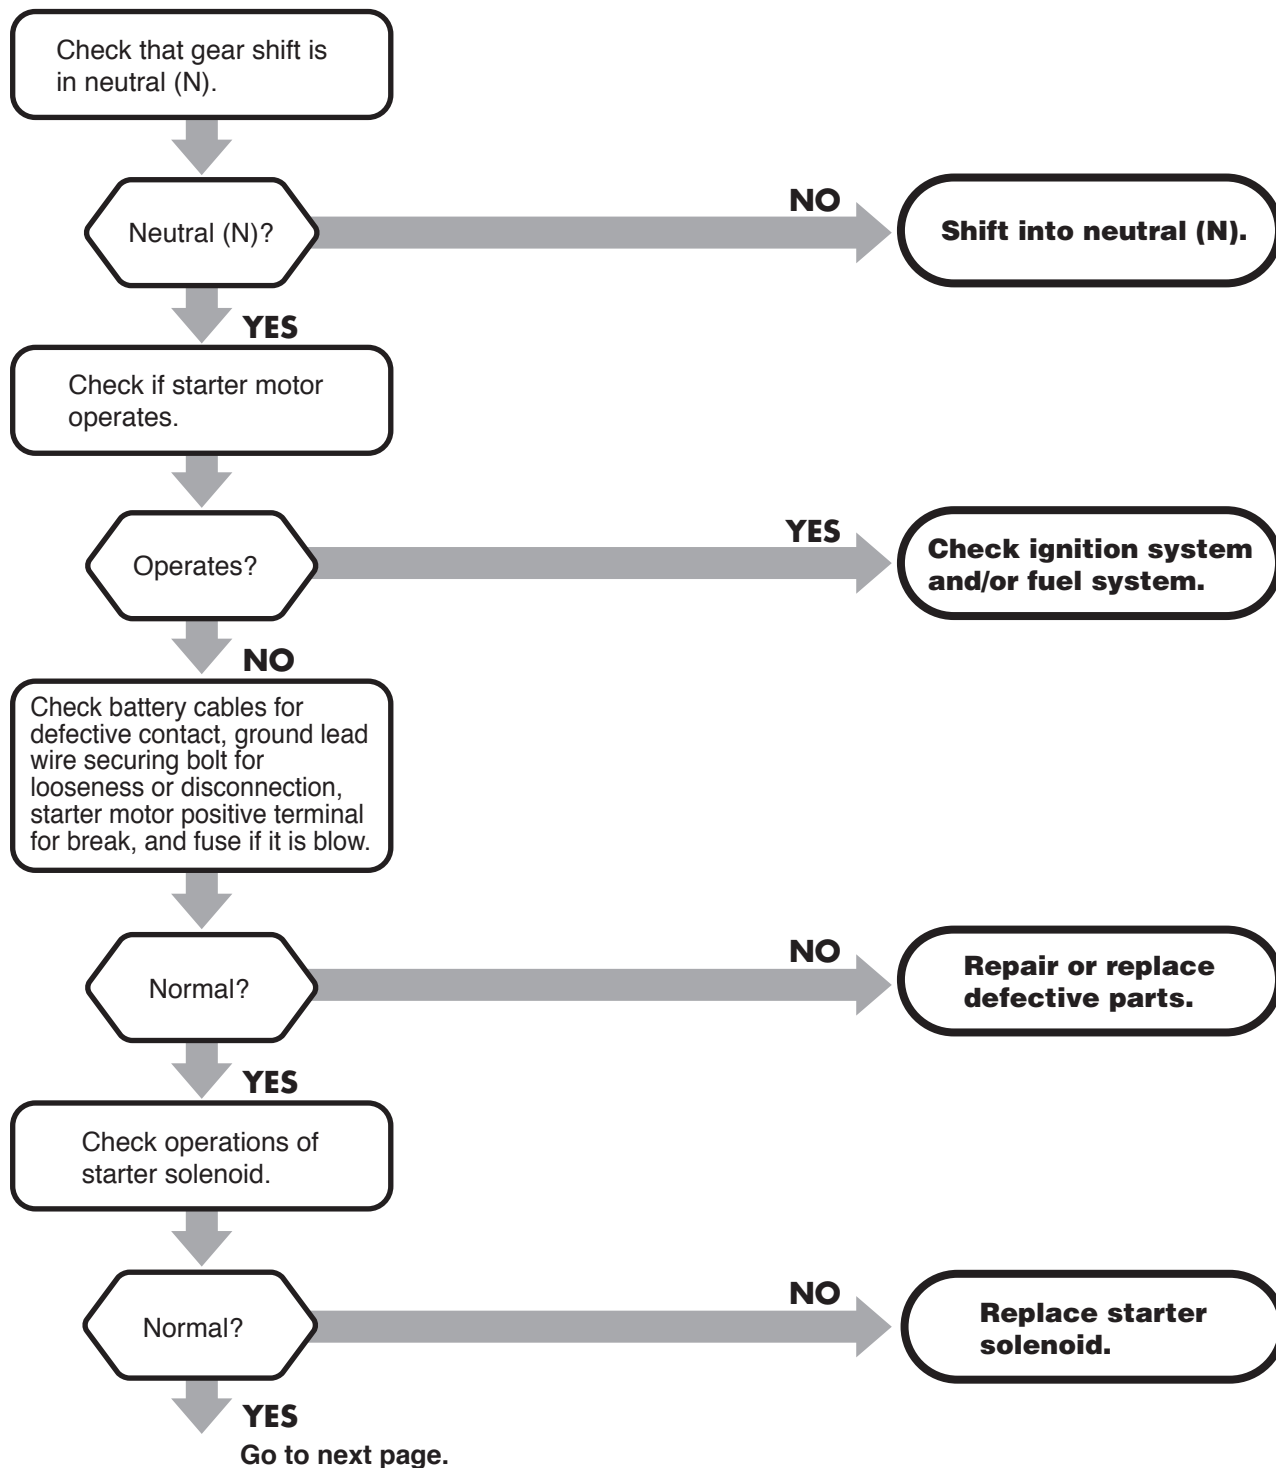 Check that gear shift is
in neutral (N).
Neutral (N)?
NO
Shift into neutral (N).
YES
Check if starter motor
operates.
Operates?
YES
Check ignition system
and/or fuel system.
NO
Check battery cables for
defective contact, ground lead
wire securing bolt for
looseness or disconnection,
starter motor positive terminal
for break, and fuse if it is blow.
Normal?
NO
Repair or replace
defective parts.
YES
Check operations of
starter solenoid.
Normal?
NO
Replace starter
solenoid.
YES
Go to next page.